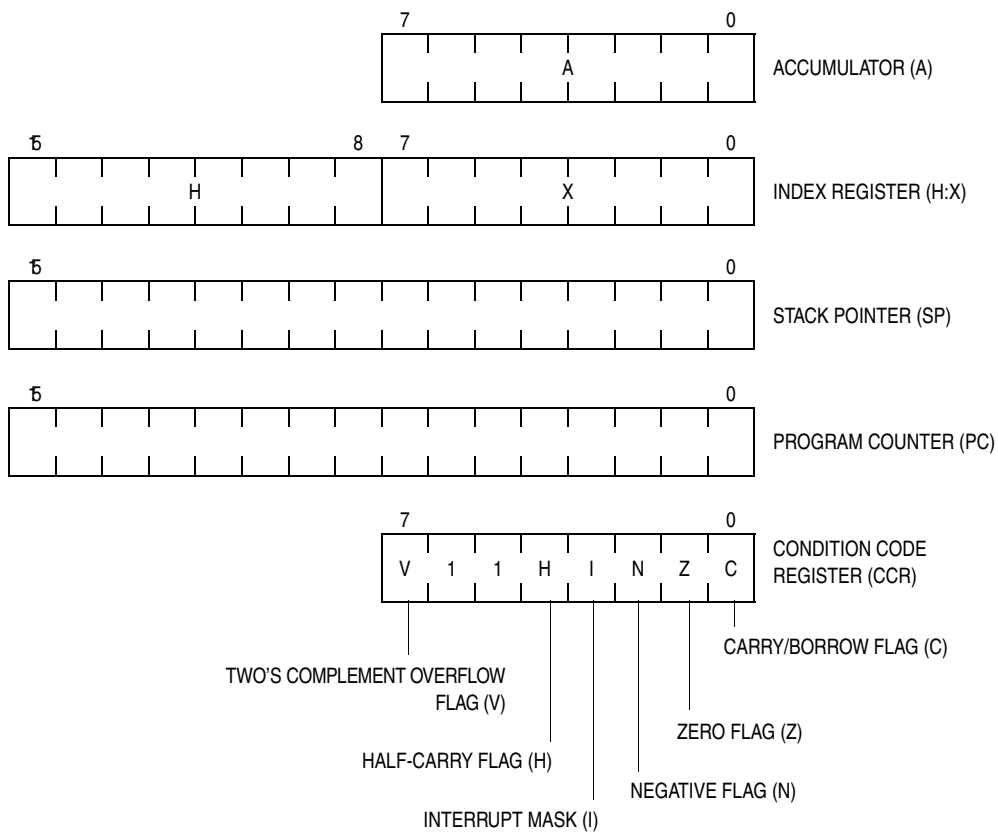 7 0
A
ACCUMULATOR (A)
15 8 7 0
H X
INDEX REGISTER (H:X)
15 0
STACK POINTER (SP)
15 0
PROGRAM COUNTER (PC)
7 0
V 1 1 H I N Z C
CONDITION CODE
REGISTER (CCR)
CARRY/BORROW FLAG (C)
TWO'S COMPLEMENT OVERFLOW
FLAG (V)
ZERO FLAG (Z)
HALF-CARRY FLAG (H)
NEGATIVE FLAG (N)
INTERRUPT MASK (I)